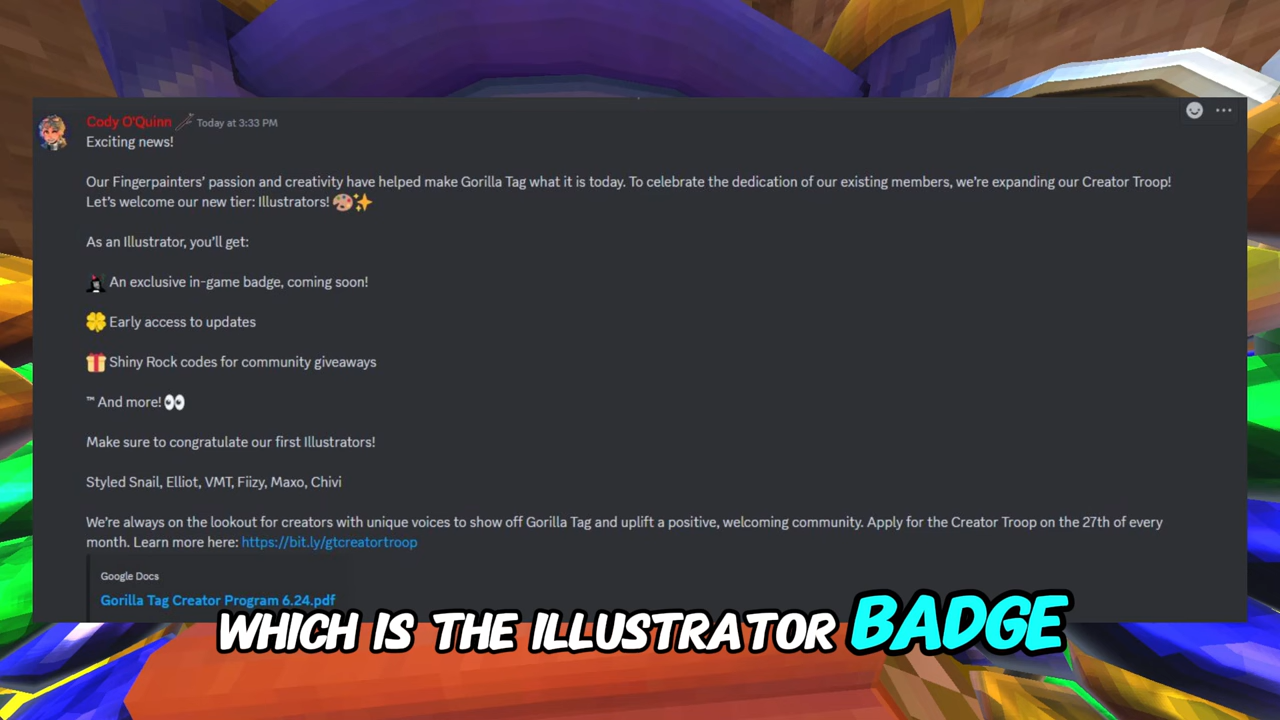 Cody O'Quinn Today at 3:33 PM
Exciting news!
Our Fingerpainters' passion and creativity have helped make Gorilla Tag what it is today. To celebrate the dedication of our existing members, we're expanding our Creator Troop!
Let's welcome our new tier: Illustrators! 🎨✨
As an Illustrator, you'll get:
An exclusive in-game badge, coming soon!
🍀 Early access to updates
🎁 Shiny Rock codes for community giveaways
™ And more! 👀
Make sure to congratulate our first Illustrators!
Styled Snail, Elliot, VMT, Fiizy, Maxo, Chivi
We're always on the lookout for creators with unique voices to show off Gorilla Tag and uplift a positive, welcoming community. Apply for the Creator Troop on the 27th of every
month. Learn more here: https://bit.ly/gtcreatortroop
Google Docs
Gorilla Tag Creator Program 6.24.pdf
WHICH IS THE ILLUSTRATOR BADGE